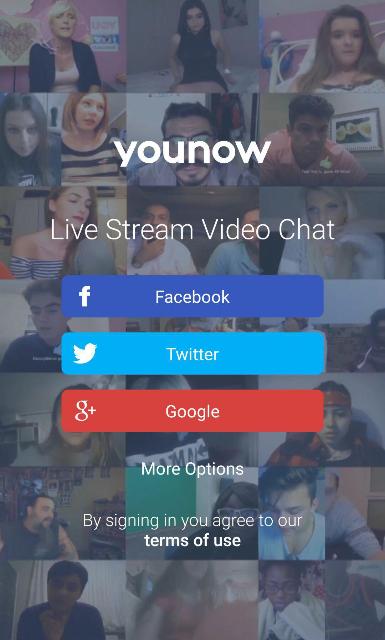 younow
Live Stream Video Chat
Facebook
Twitter
Google
More Options
By signing in you agree to our
terms of use